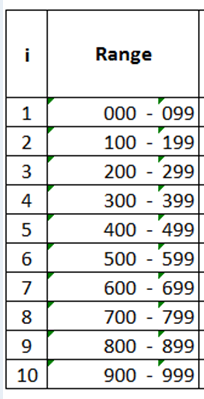 i Range
1 000 - 099
2 100 - 199
3 200 - 299
4 300 - 399
5 400 - 499
6 500 - 599
7 600 - 699
8 700 - 799
9 800 - 899
10 900 - 999